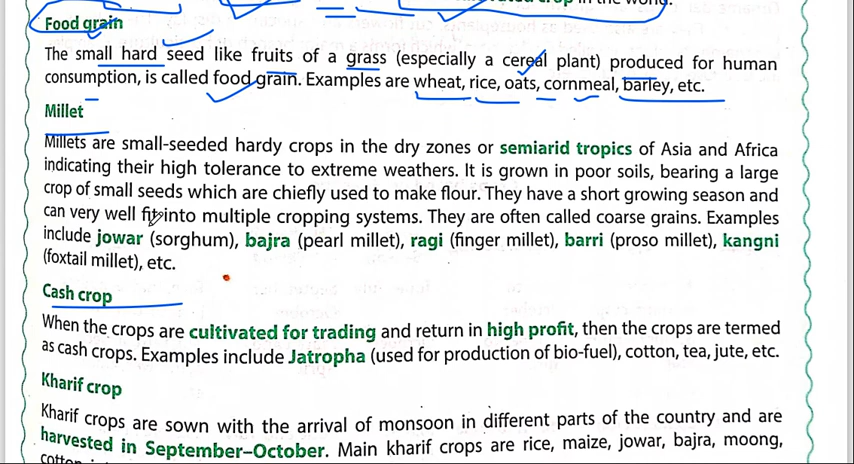 crop in the world.
Food grain
The small hard seed like fruits of a grass (especially a cereal plant) produced for human
consumption, is called food grain. Examples are wheat, rice, oats, cornmeal, barley, etc.
Millet
Millets are small-seeded hardy crops in the dry zones or semiarid tropics of Asia and Africa
indicating their high tolerance to extreme weathers. It is grown in poor soils, bearing a large
crop of small seeds which are chiefly used to make flour. They have a short growing season and
can very well fit into multiple cropping systems. They are often called coarse grains. Examples
include jowar (sorghum), bajra (pearl millet), ragi (finger millet), barri (proso millet), kangni
(foxtail millet), etc.
Cash crop
When the crops are cultivated for trading and return in high profit, then the crops are termed
as cash crops. Examples include Jatropha (used for production of bio-fuel), cotton, tea, jute, etc.
Kharif crop
Kharif crops are sown with the arrival of monsoon in different parts of the country and are
harvested in September–October. Main kharif crops are rice, maize, jowar, bajra, moong,